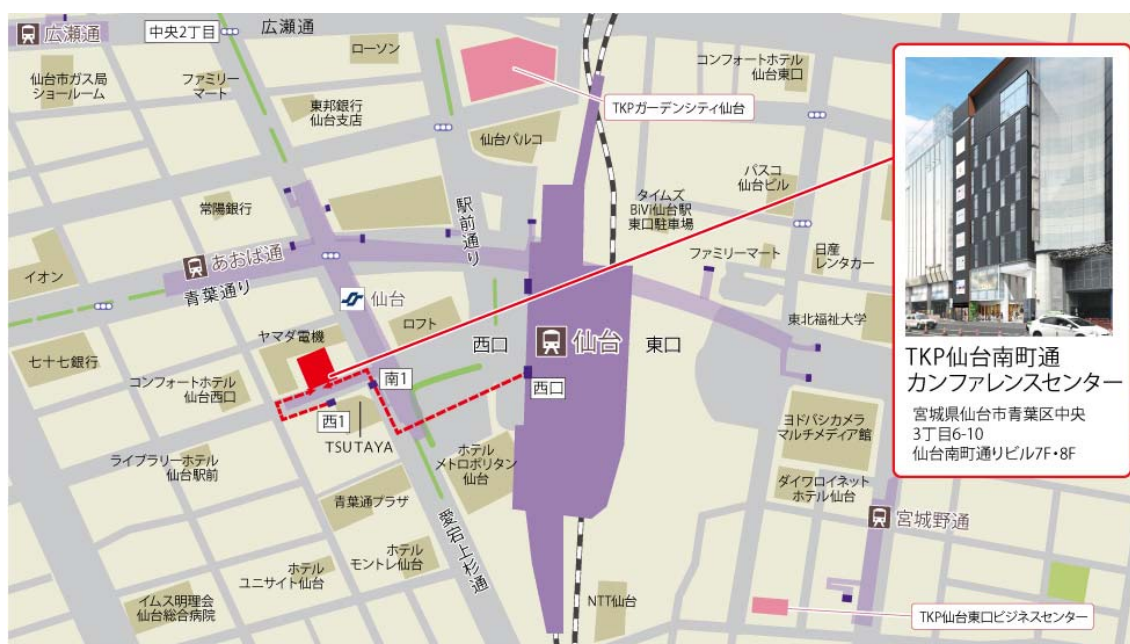 広瀬通
中央2丁目
広瀬通
仙台市ガス局
ショールーム
ファミリー
マート
ローソン
東邦銀行
仙台支店
仙台パルコ
TKPガーデンシティ仙台
コンフォートホテル
仙台東口
パスコ
仙台ビル
タイムズ
BiVi仙台駅
東口駐車場
常陽銀行
駅前通り
ファミリーマート
日産
レンタカー
イオン
あおば通
青葉通り
仙台
ロフト
ヤマダ電機
七十七銀行
コンフォートホテル
仙台西口
西口
仙台
東口
東北福祉大学
南1
西口
西1
TSUTAYA
ライブラリーホテル
仙台駅前
ホテル
メトロポリタン
仙台
青葉通プラザ
愛宕上杉通
ホテル
モントレ仙台
ホテル
ユニサイト仙台
イムス明理会
仙台総合病院
NTT仙台
ヨドバシカメラ
マルチメディア館
ダイワロイネット
ホテル仙台
宮城野通
TKP仙台東口ビジネスセンター
TKP仙台南町通
カンファレンスセンター
宮城県仙台市青葉区中央
3丁目6-10
仙台南町通りビル7F・8F